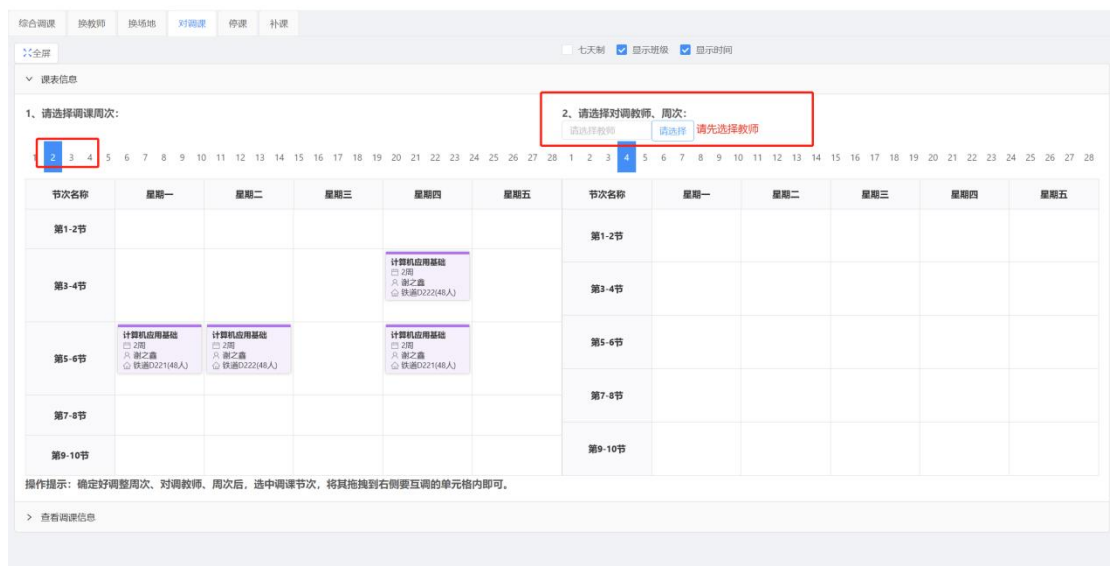 综合调课 换教师 换场地 对调课 停课 补课
全屏 七天制 显示班级 显示时间
课表信息
1、请选择调课周次：
2、请选择对调教师、周次：
请选择教师 请选择 请先选择教师
1 2 3 4 5 6 7 8 9 10 11 12 13 14 15 16 17 18 19 20 21 22 23 24 25 26 27 28
1 2 3 4 5 6 7 8 9 10 11 12 13 14 15 16 17 18 19 20 21 22 23 24 25 26 27 28
节次名称 星期一 星期二 星期三 星期四 星期五
节次名称 星期一 星期二 星期三 星期四 星期五
第1-2节
第1-2节
第3-4节
计算机应用基础
2周
谢之鑫
铁道D222(48人)
第3-4节
第5-6节
计算机应用基础
2周
谢之鑫
铁道D221(48人)
计算机应用基础
2周
谢之鑫
铁道D222(48人)
计算机应用基础
2周
谢之鑫
铁道D221(48人)
第5-6节
第7-8节
第7-8节
第9-10节
第9-10节
操作提示：确定好调整周次、对调教师、周次后，选中调课节次，将其拖拽到右侧要互调的单元格内即可。
查看调课信息